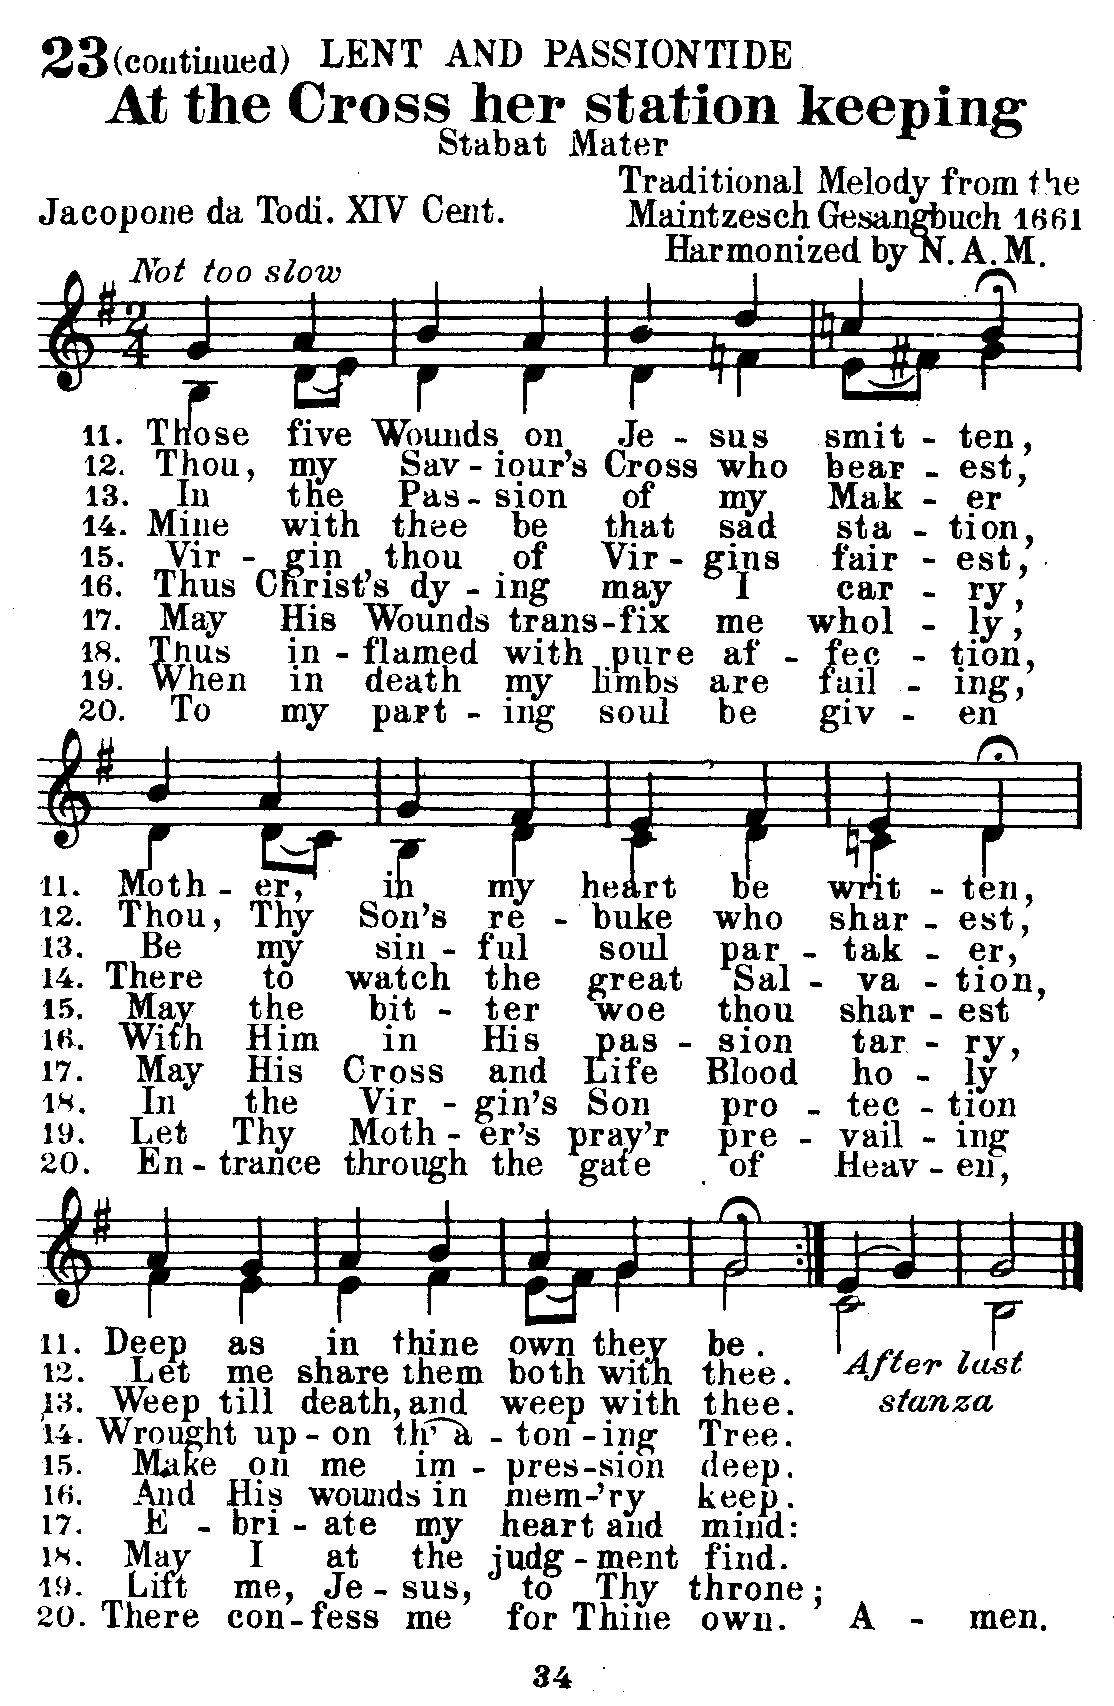 23 (continued) LENT AND PASSIONTIDE
At the Cross her station keeping
Stabat Mater
Traditional Melody from the
Jacopone da Todi. XIV Cent.
Maintzesch Gesangbuch 1661
Harmonized by N. A. M.
Not too slow
2
4
11. Those five Wounds on Je - sus smit - ten,
12. Thou, my Sav - iour's Cross who bear - est,
13. In the Pas - sion of my Mak - er
14. Mine with thee be that sad sta - tion,
15. Vir - gin thou of Vir - gins fair - est,
16. Thus Christ's dy - ing may I car - ry,
17. May His Wounds trans - fix me whol - ly,
18. Thus in - flamed with pure af - fec - tion,
19. When in death my limbs are fail - ing,
20. To my part - ing soul be giv - en
11. Moth - er, in my heart be writ - ten,
12. Thou, Thy Son's re - buke who shar - est,
13. Be my sin - ful soul par - tak - er,
14. There to watch the great Sal - va - tion,
15. May the bit - ter woe thou shar - est
16. With Him in His pas - sion tar - ry,
17. May His Cross and Life Blood ho - ly
18. In the Vir - gin's Son pro - tec - tion
19. Let Thy Moth - er's pray'r pre - vail - ing
20. En - trance through the gate of Heav - en,
11. Deep as in thine own they be.
12. Let me share them both with thee.
13. Weep till death, and weep with thee.
14. Wrought up - on th' a - ton - ing Tree.
15. Make on me im - pres - sion deep.
16. And His wounds in mem - 'ry keep.
17. E - bri - ate my heart and mind:
18. May I at the judg - ment find.
19. Lift me, Je - sus, to Thy throne;
20. There con - fess me for Thine own. A - men.
After last
stanza
34